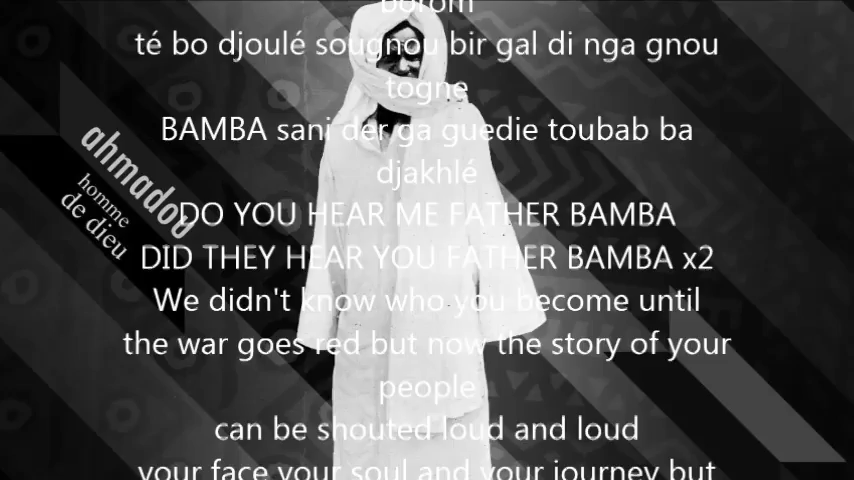 borom
té bo djoulé sougnou bir gal di nga gnou
togne
BAMBA sani der ga guedie toubab ba
djakhlé
DO YOU HEAR ME FATHER BAMBA
DID THEY HEAR YOU FATHER BAMBA x2
We didn't know who you become until
the war goes red but now the story of your
people
can be shouted loud and loud
your face your soul and your journey but
ahmadou
homme
de dieu